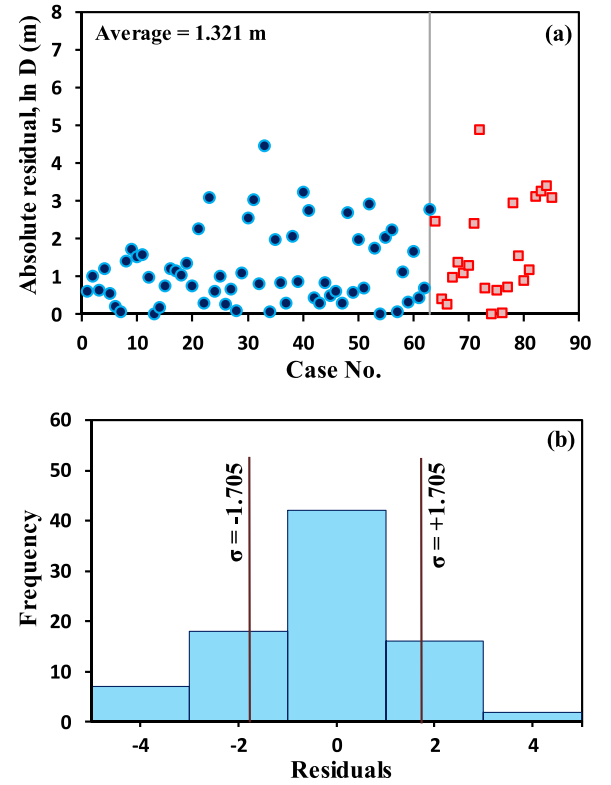 Absolute residual, ln D (m)
8
7
6
5
4
3
2
1
0
Average = 1.321 m
(a)
0 10 20 30 40 50 60 70 80 90
Case No.
Frequency
60
50
40
30
20
10
0
(b)
σ = -1.705
σ = +1.705
-4 -2 0 2 4
Residuals